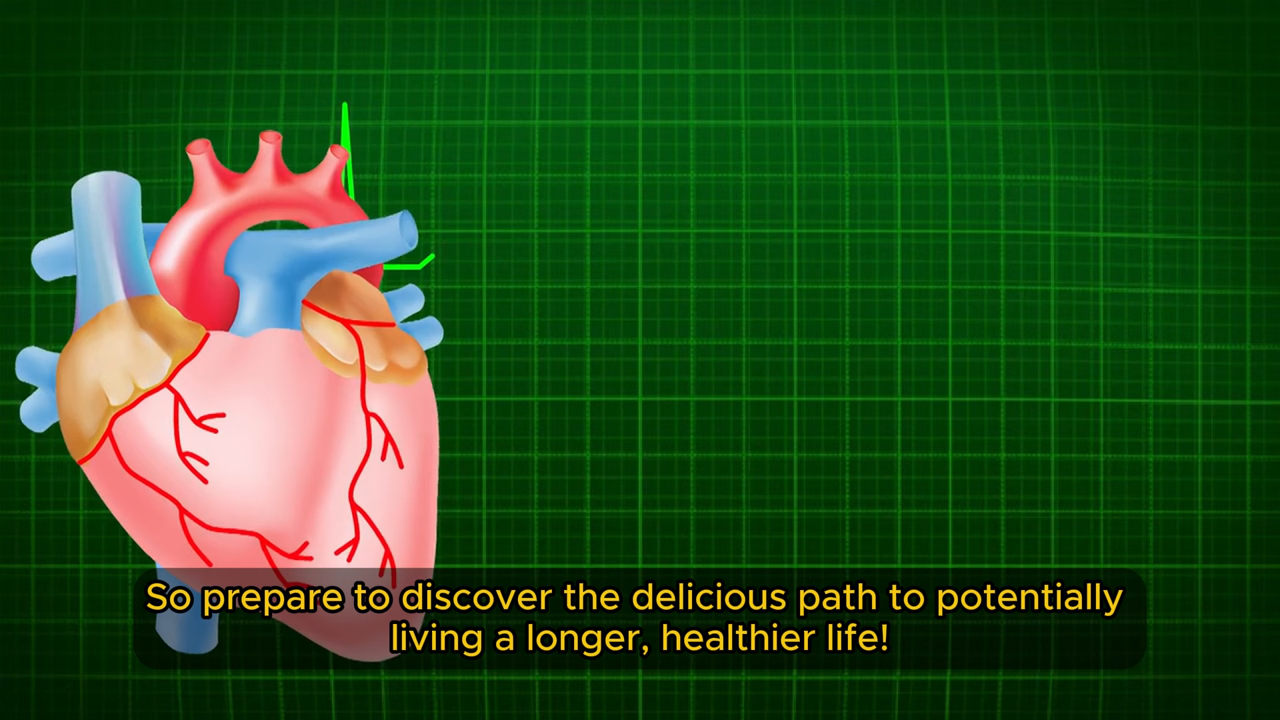 So prepare to discover the delicious path to potentially
living a longer, healthier life!